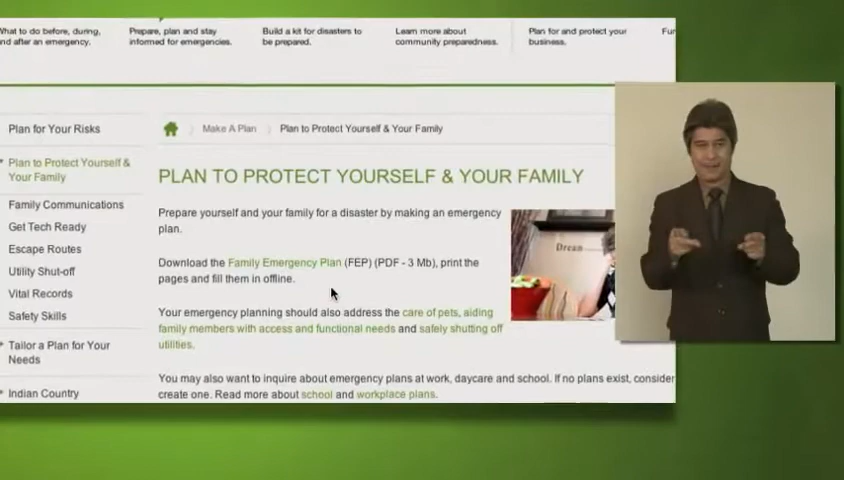 What to do before, during,
and after an emergency.
Prepare, plan and stay
informed for emergencies.
Build a kit for disasters to
be prepared.
Learn more about
community preparedness.
Plan for and protect your
business.
Plan for Your Risks
Plan to Protect Yourself &
Your Family
Family Communications
Get Tech Ready
Escape Routes
Utility Shut-off
Vital Records
Safety Skills
Tailor a Plan for Your
Needs
Indian Country
Make A Plan
Plan to Protect Yourself & Your Family
PLAN TO PROTECT YOURSELF & YOUR FAMILY
Prepare yourself and your family for a disaster by making an emergency
plan.
Download the Family Emergency Plan (FEP) (PDF - 3 Mb), print the
pages and fill them in offline.
Your emergency planning should also address the care of pets, aiding
family members with access and functional needs and safely shutting off
utilities.
Dream
You may also want to inquire about emergency plans at work, daycare and school. If no plans exist, consider
create one. Read more about school and workplace plans.